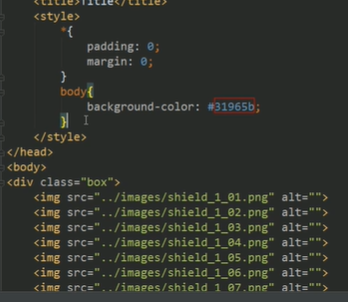 <title>Title</title>
<style>
*{
padding: 0;
margin: 0;
}
body{
background-color: #31965b;
}
</style>
</head>
<body>
<div class="box">
<img src="../images/shield_1_01.png" alt="">
<img src="../images/shield_1_02.png" alt="">
<img src="../images/shield_1_03.png" alt="">
<img src="../images/shield_1_04.png" alt="">
<img src="../images/shield_1_05.png" alt="">
<img src="../images/shield_1_06.png" alt="">
<img src="../images/shield_1_07.png" alt="">